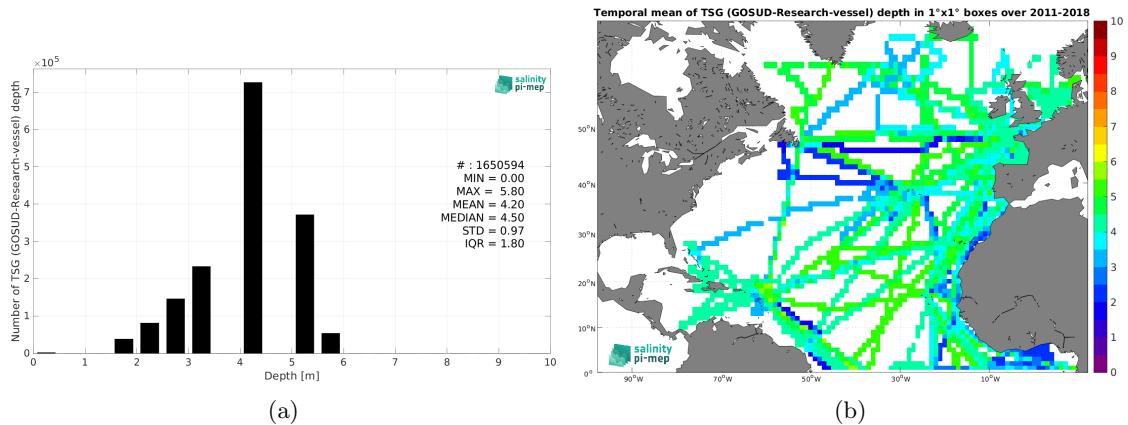 ×10⁵
7
6
5
4
3
2
1
0
Number of TSG (GOSUD-Research-vessel) depth
salinity
pi-mep
# : 1650594
MIN = 0.00
MAX = 5.80
MEAN = 4.20
MEDIAN = 4.50
STD = 0.97
IQR = 1.80
0 1 2 3 4 5 6 7 8 9 10
Depth [m]
(a)
Temporal mean of TSG (GOSUD-Research-vessel) depth in 1°x1° boxes over 2011-2018
50°N
40°N
30°N
20°N
10°N
0°
90°W 70°W 50°W 30°W 10°W
salinity
pi-mep
10
9
8
7
6
5
4
3
2
1
0
(b)